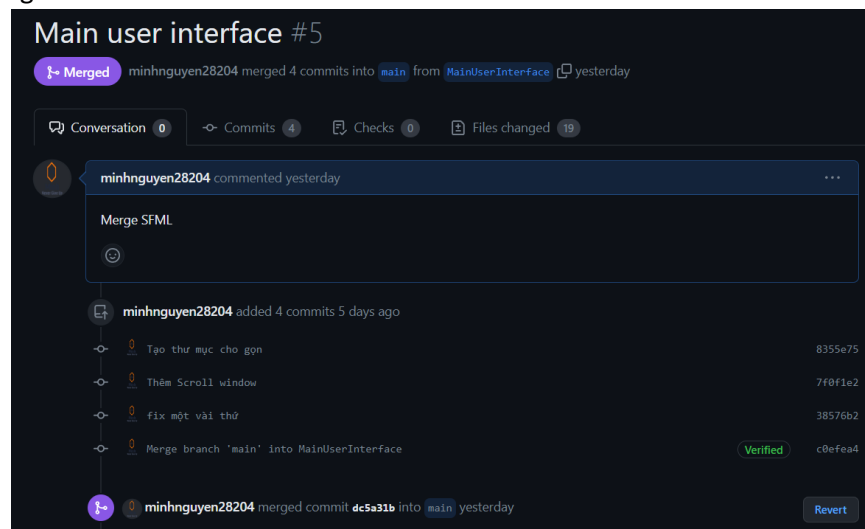 Main user interface #5
Merged minhnguyen28204 merged 4 commits into main from MainUserInterface yesterday
Conversation 0 Commits 4 Checks 0 Files changed 19
minhnguyen28204 commented yesterday ...
Merge SFML
minhnguyen28204 added 4 commits 5 days ago
Tạo thư mục cho gọn 8355e75
Thêm Scroll window 7f0f1e2
fix một vài thứ 38576b2
Merge branch 'main' into MainUserInterface Verified c0efea4
minhnguyen28204 merged commit dc5a31b into main yesterday Revert